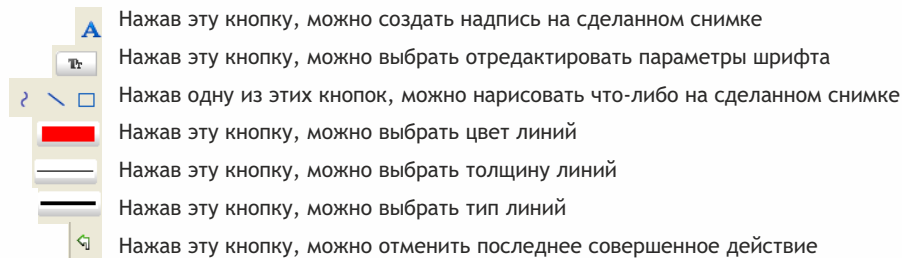 A Нажав эту кнопку, можно создать надпись на сделанном снимке
Tr Нажав эту кнопку, можно выбрать отредактировать параметры шрифта
Нажав одну из этих кнопок, можно нарисовать что-либо на сделанном снимке
Нажав эту кнопку, можно выбрать цвет линий
Нажав эту кнопку, можно выбрать толщину линий
Нажав эту кнопку, можно выбрать тип линий
Нажав эту кнопку, можно отменить последнее совершенное действие